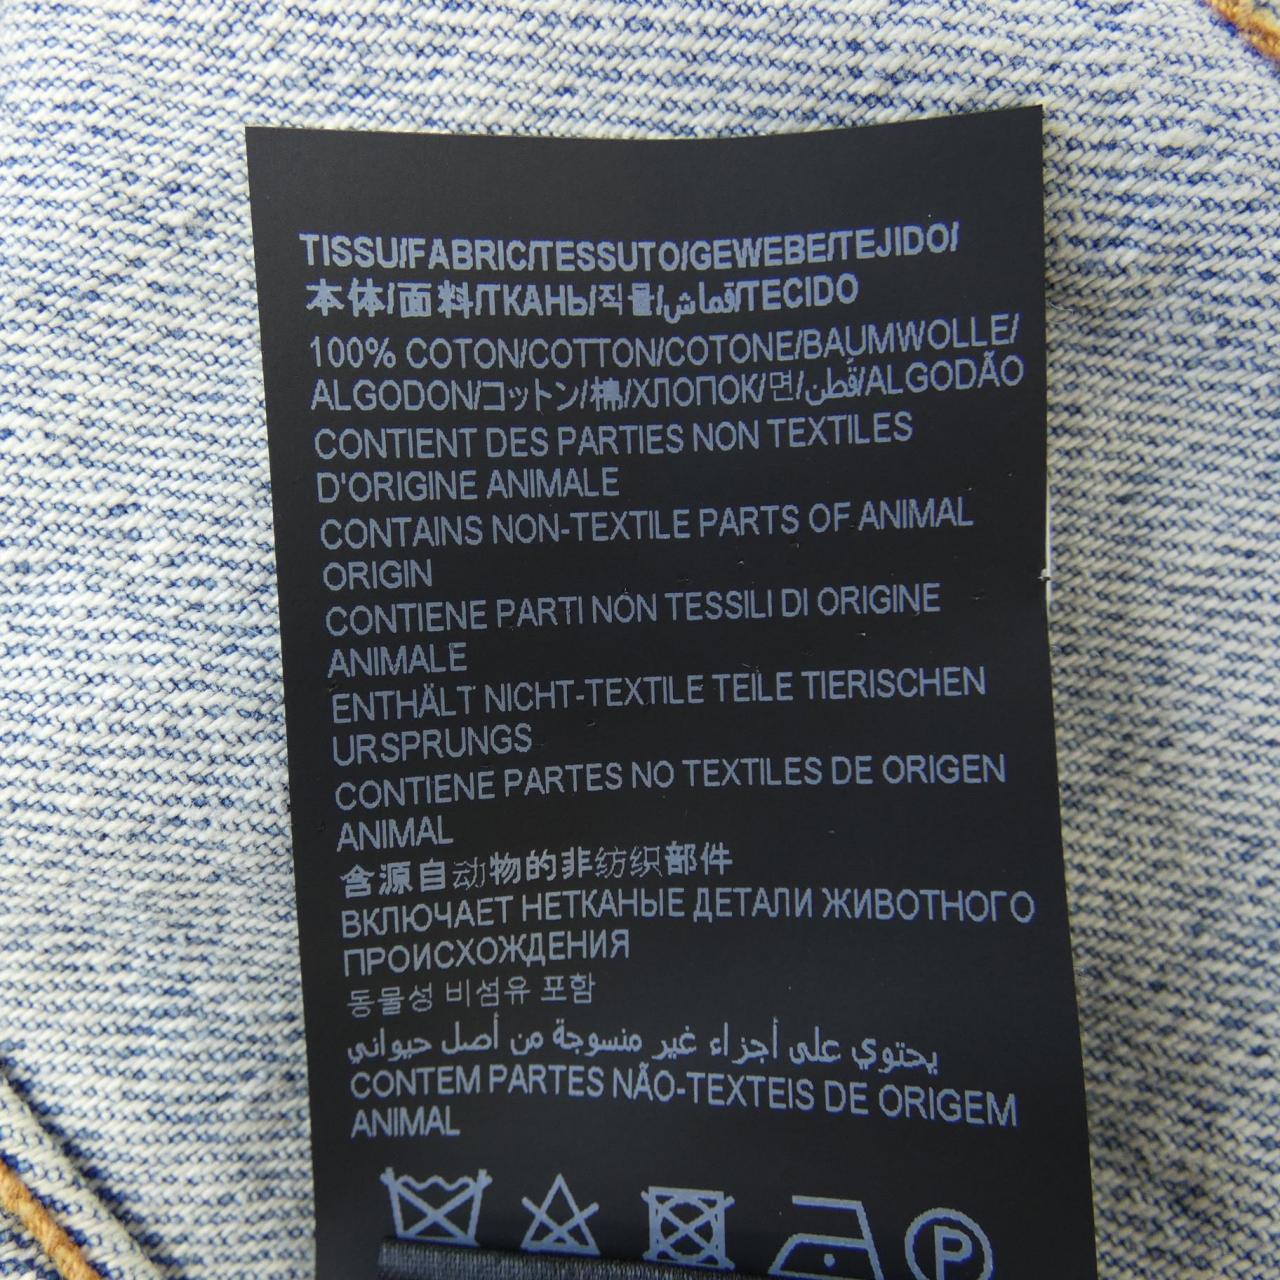 TISSU/FABRIC/TESSUTO/GEWEBE/TEJIDO/
本体/面料/ТКАНЬ/직물/قماش/TECIDO
100% COTON/COTTON/COTONE/BAUMWOLLE/
ALGODON/コットン/棉/ХЛОПОК/면/قطن/ALGODÃO
CONTIENT DES PARTIES NON TEXTILES
D'ORIGINE ANIMALE
CONTAINS NON-TEXTILE PARTS OF ANIMAL
ORIGIN
CONTIENE PARTI NON TESSILI DI ORIGINE
ANIMALE
ENTHÄLT NICHT-TEXTILE TEILE TIERISCHEN
URSPRUNGS
CONTIENE PARTES NO TEXTILES DE ORIGEN
ANIMAL
含源自动物的非纺织部件
ВКЛЮЧАЕТ НЕТКАНЫЕ ДЕТАЛИ ЖИВОТНОГО
ПРОИСХОЖДЕНИЯ
동물성 비섬유 포함
يحتوي على أجزاء غير منسوجة من أصل حيواني
CONTEM PARTES NÃO-TEXTEIS DE ORIGEM
ANIMAL
P